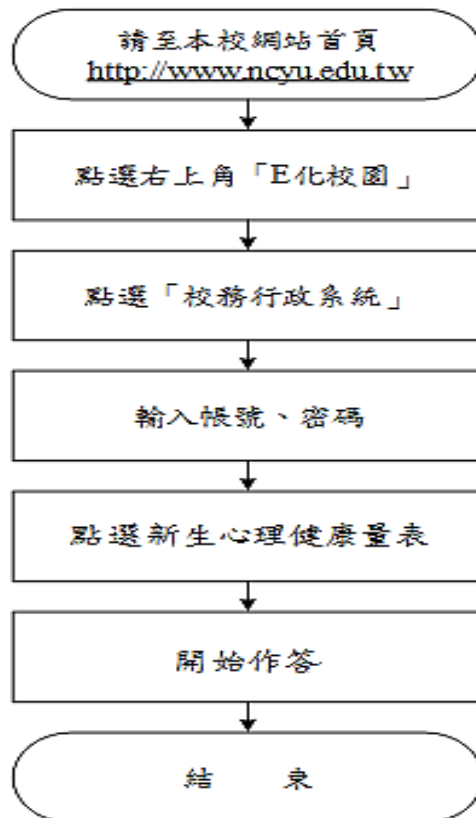 請至本校網站首頁
http://www.ncyu.edu.tw
點選右上角「E化校園」
點選「校務行政系統」
輸入帳號、密碼
點選新生心理健康量表
開始作答
結 束